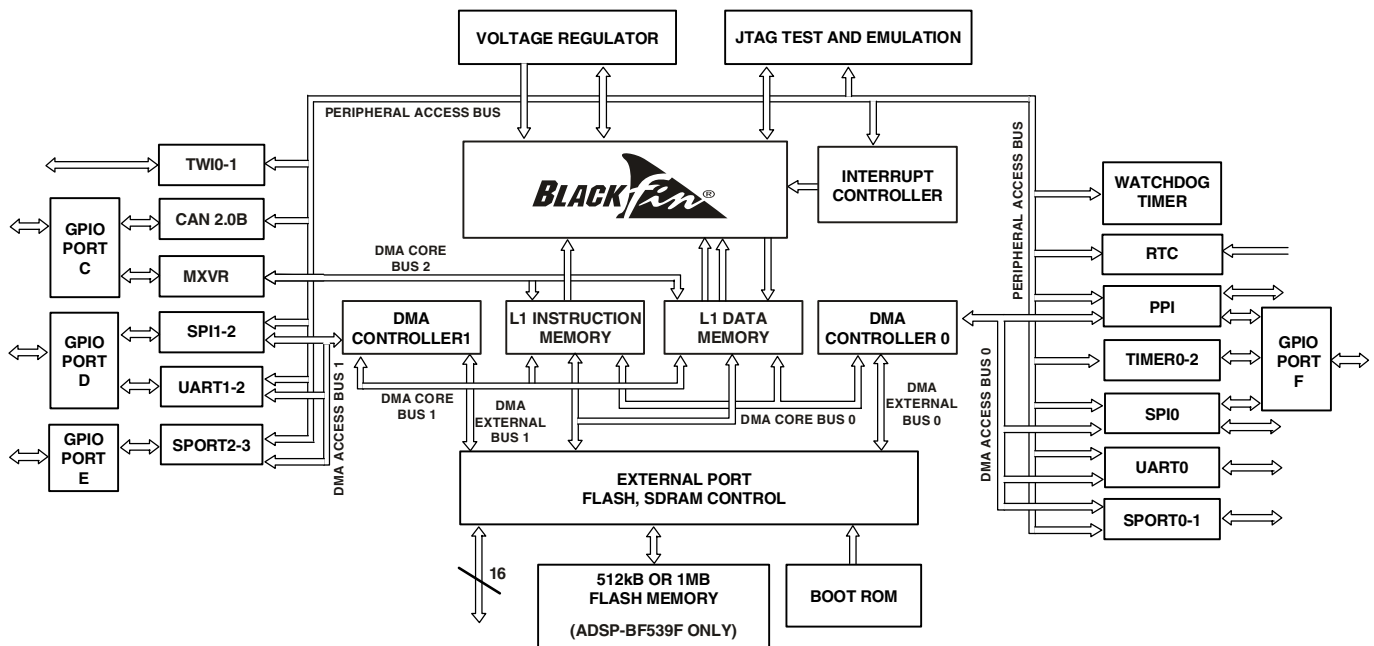 VOLTAGE REGULATOR
JTAG TEST AND EMULATION
PERIPHERAL ACCESS BUS
TWI0-1
CAN 2.0B
MXVR
GPIO
PORT
C
SPI1-2
UART1-2
GPIO
PORT
D
SPORT2-3
GPIO
PORT
E
DMA ACCESS BUS 1
BLACKfin®
INTERRUPT
CONTROLLER
DMA CORE
BUS 2
DMA
CONTROLLER1
L1 INSTRUCTION
MEMORY
L1 DATA
MEMORY
DMA
CONTROLLER 0
DMA CORE
BUS 1
DMA
EXTERNAL
BUS 1
DMA CORE BUS 0
DMA
EXTERNAL
BUS 0
EXTERNAL PORT
FLASH, SDRAM CONTROL
16
512kB OR 1MB
FLASH MEMORY
(ADSP-BF539F ONLY)
BOOT ROM
PERIPHERAL ACCESS BUS
DMA ACCESS BUS 0
WATCHDOG
TIMER
RTC
PPI
TIMER0-2
SPI0
UART0
SPORT0-1
GPIO
PORT
F